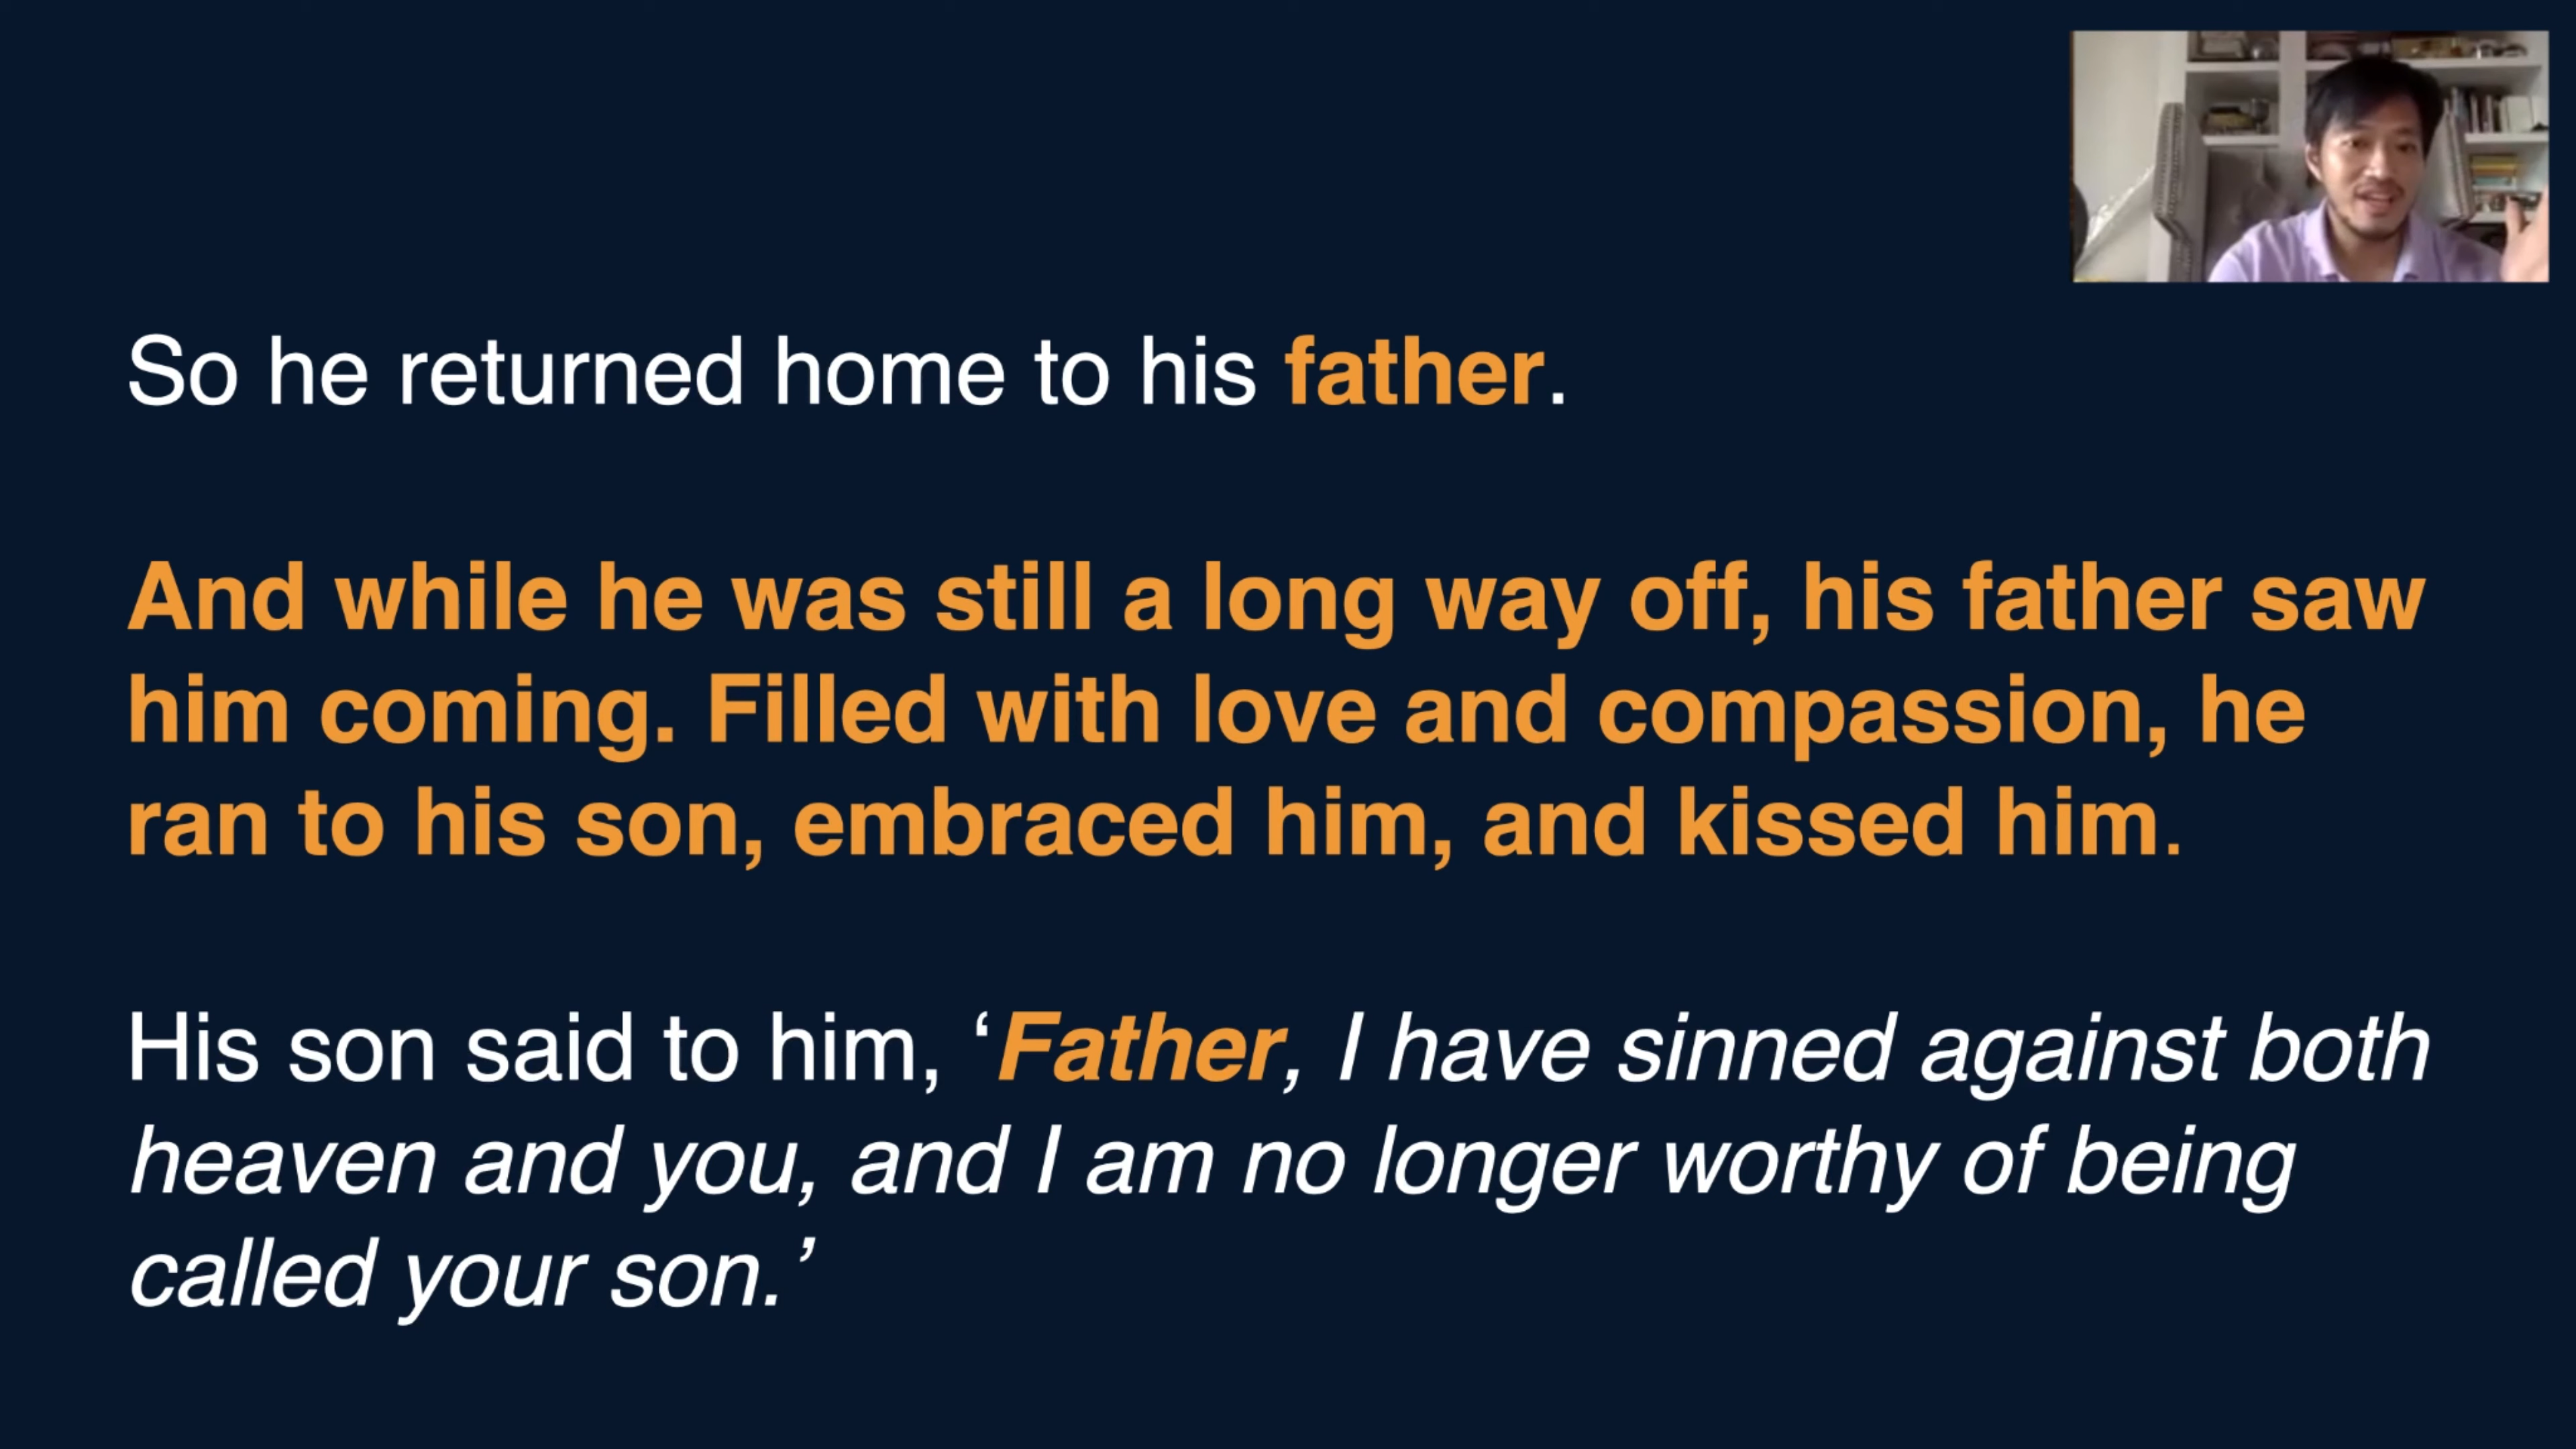 So he returned home to his father.
And while he was still a long way off, his father saw
him coming. Filled with love and compassion, he
ran to his son, embraced him, and kissed him.
His son said to him, ‘Father, I have sinned against both
heaven and you, and I am no longer worthy of being
called your son.’